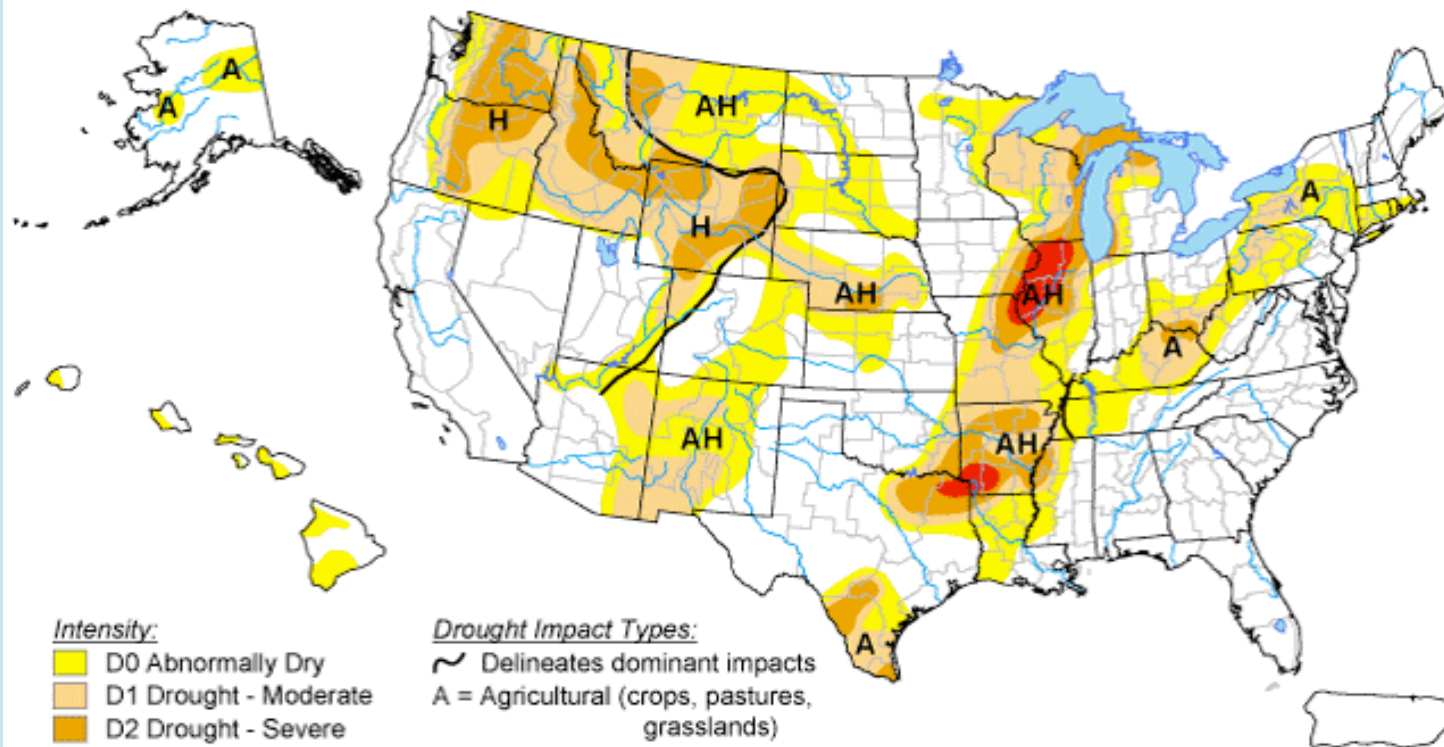 A
A
H
AH
A
H
AH
AH
A
AH
AH
A
Intensity:
D0 Abnormally Dry
D1 Drought - Moderate
D2 Drought - Severe
Drought Impact Types:
Delineates dominant impacts
A = Agricultural (crops, pastures,
grasslands)